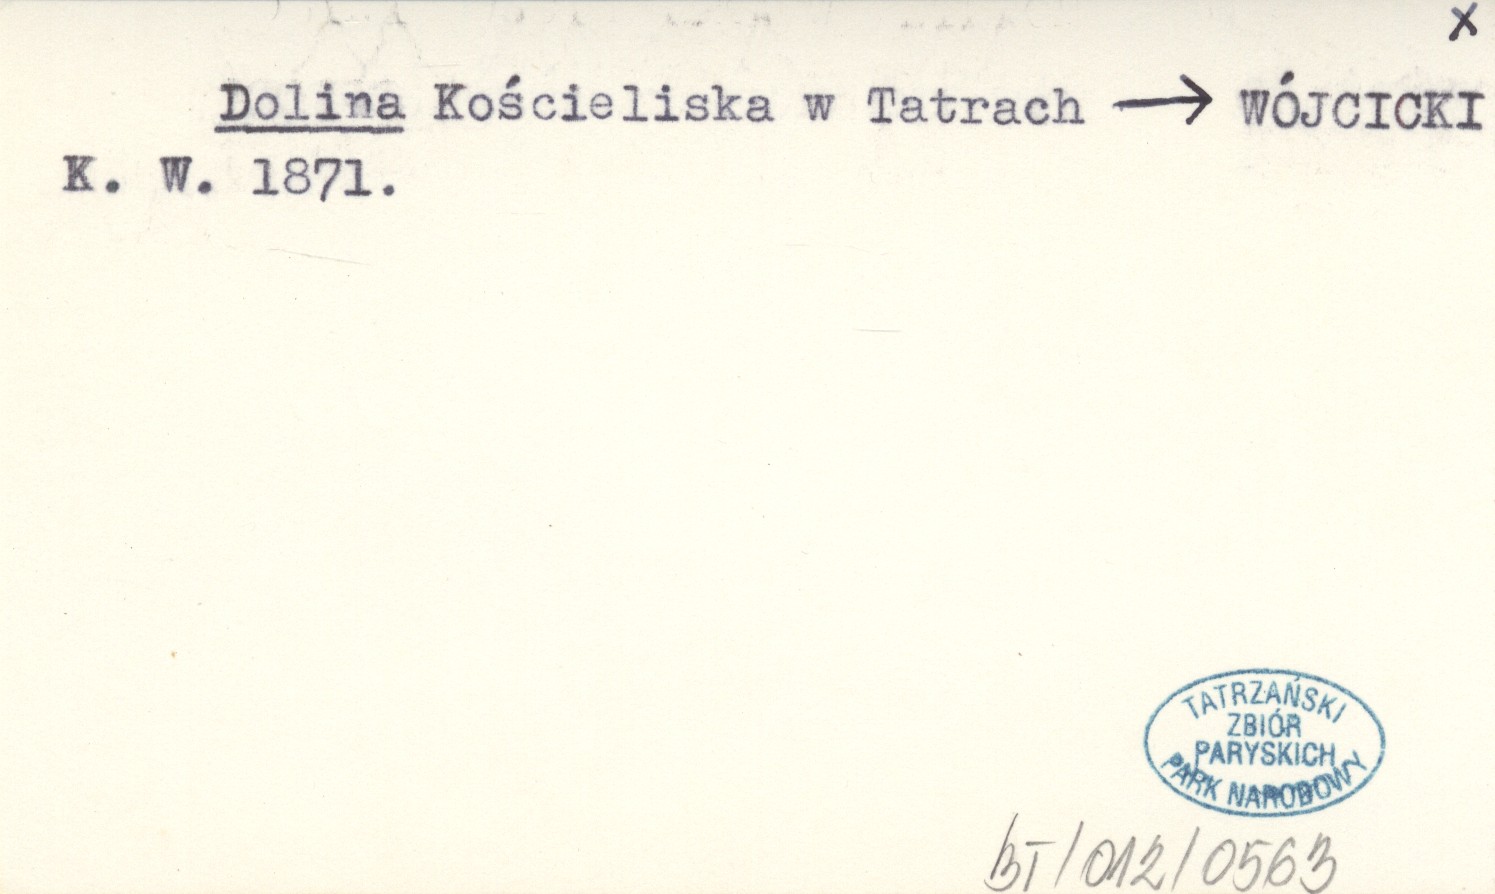 x
Dolina Kościeliska w Tatrach → WÓJCICKI
K. W. 1871.
TATRZAŃSKI
ZBIÓR
PARYSKICH
PARK NARODOWY
BT/012/0563